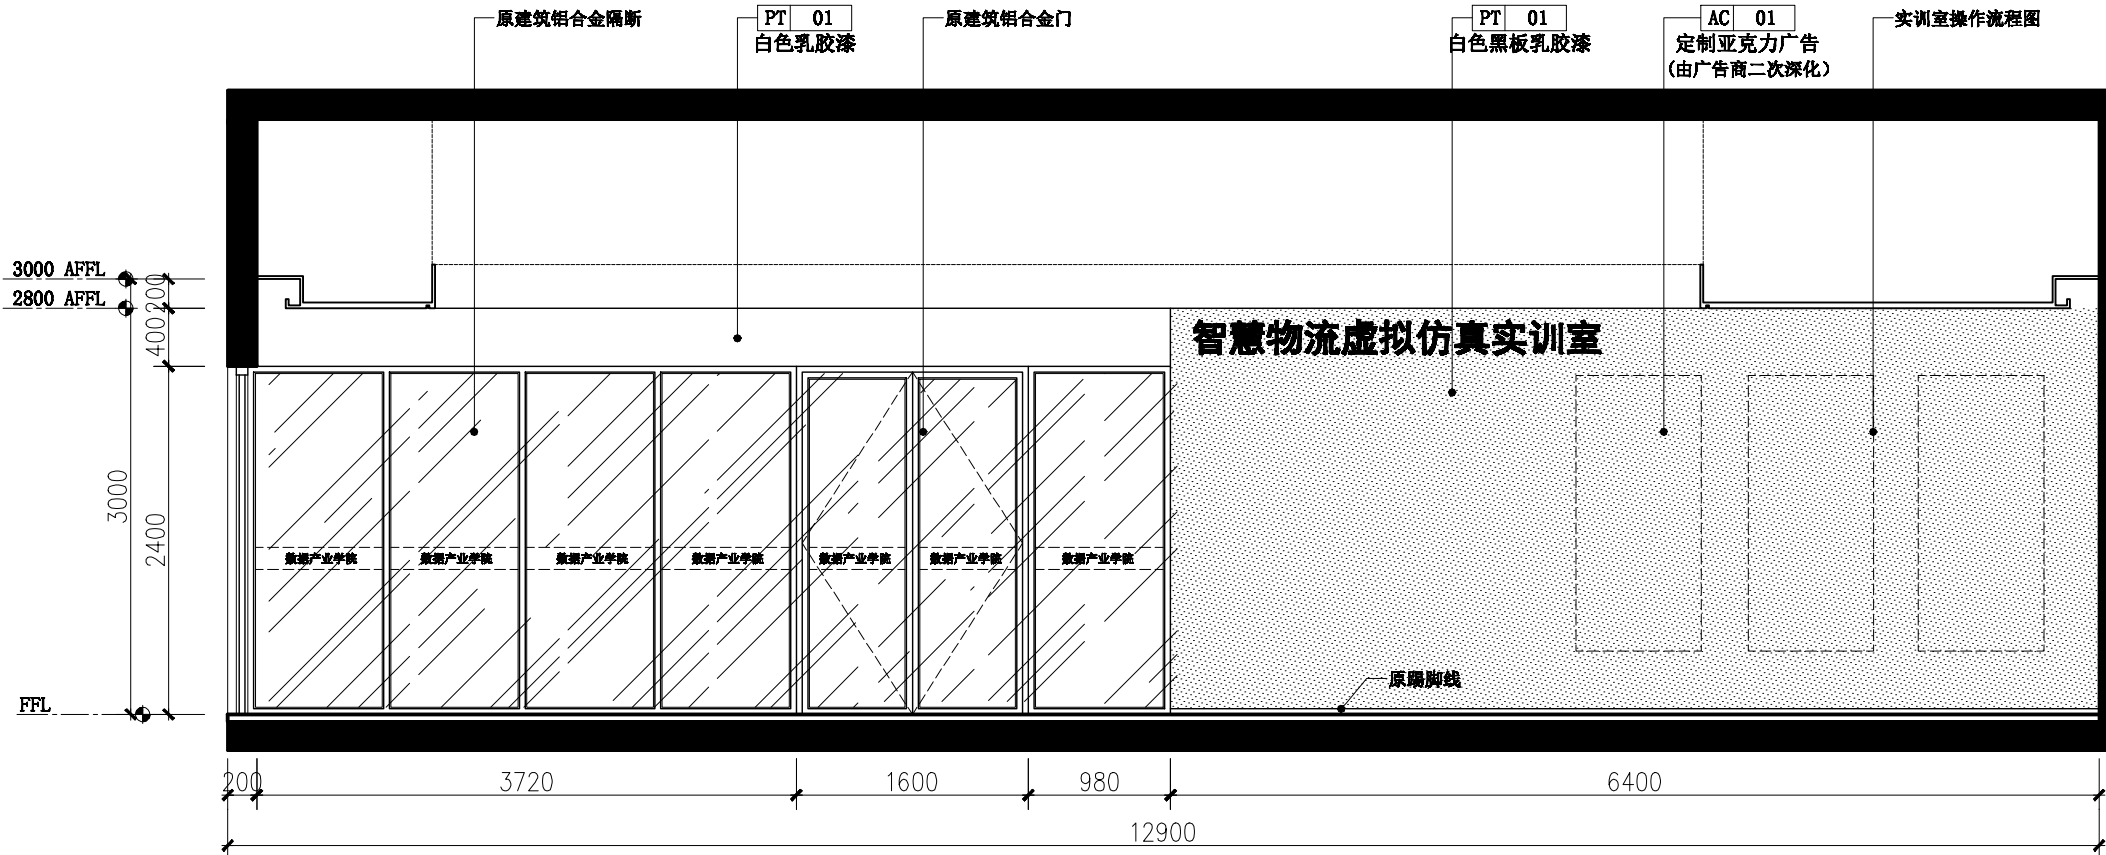 原建筑铝合金隔断
PT 01
白色乳胶漆
原建筑铝合金门
PT 01
白色黑板乳胶漆
AC 01
定制亚克力广告
(由广告商二次深化)
实训室操作流程图
3000 AFFL
2800 AFFL
200
400
3000
2400
FFL
智慧物流虚拟仿真实训室
数据产业学院
数据产业学院
数据产业学院
数据产业学院
数据产业学院
数据产业学院
数据产业学院
原踢脚线
200
3720
1600
980
6400
12900